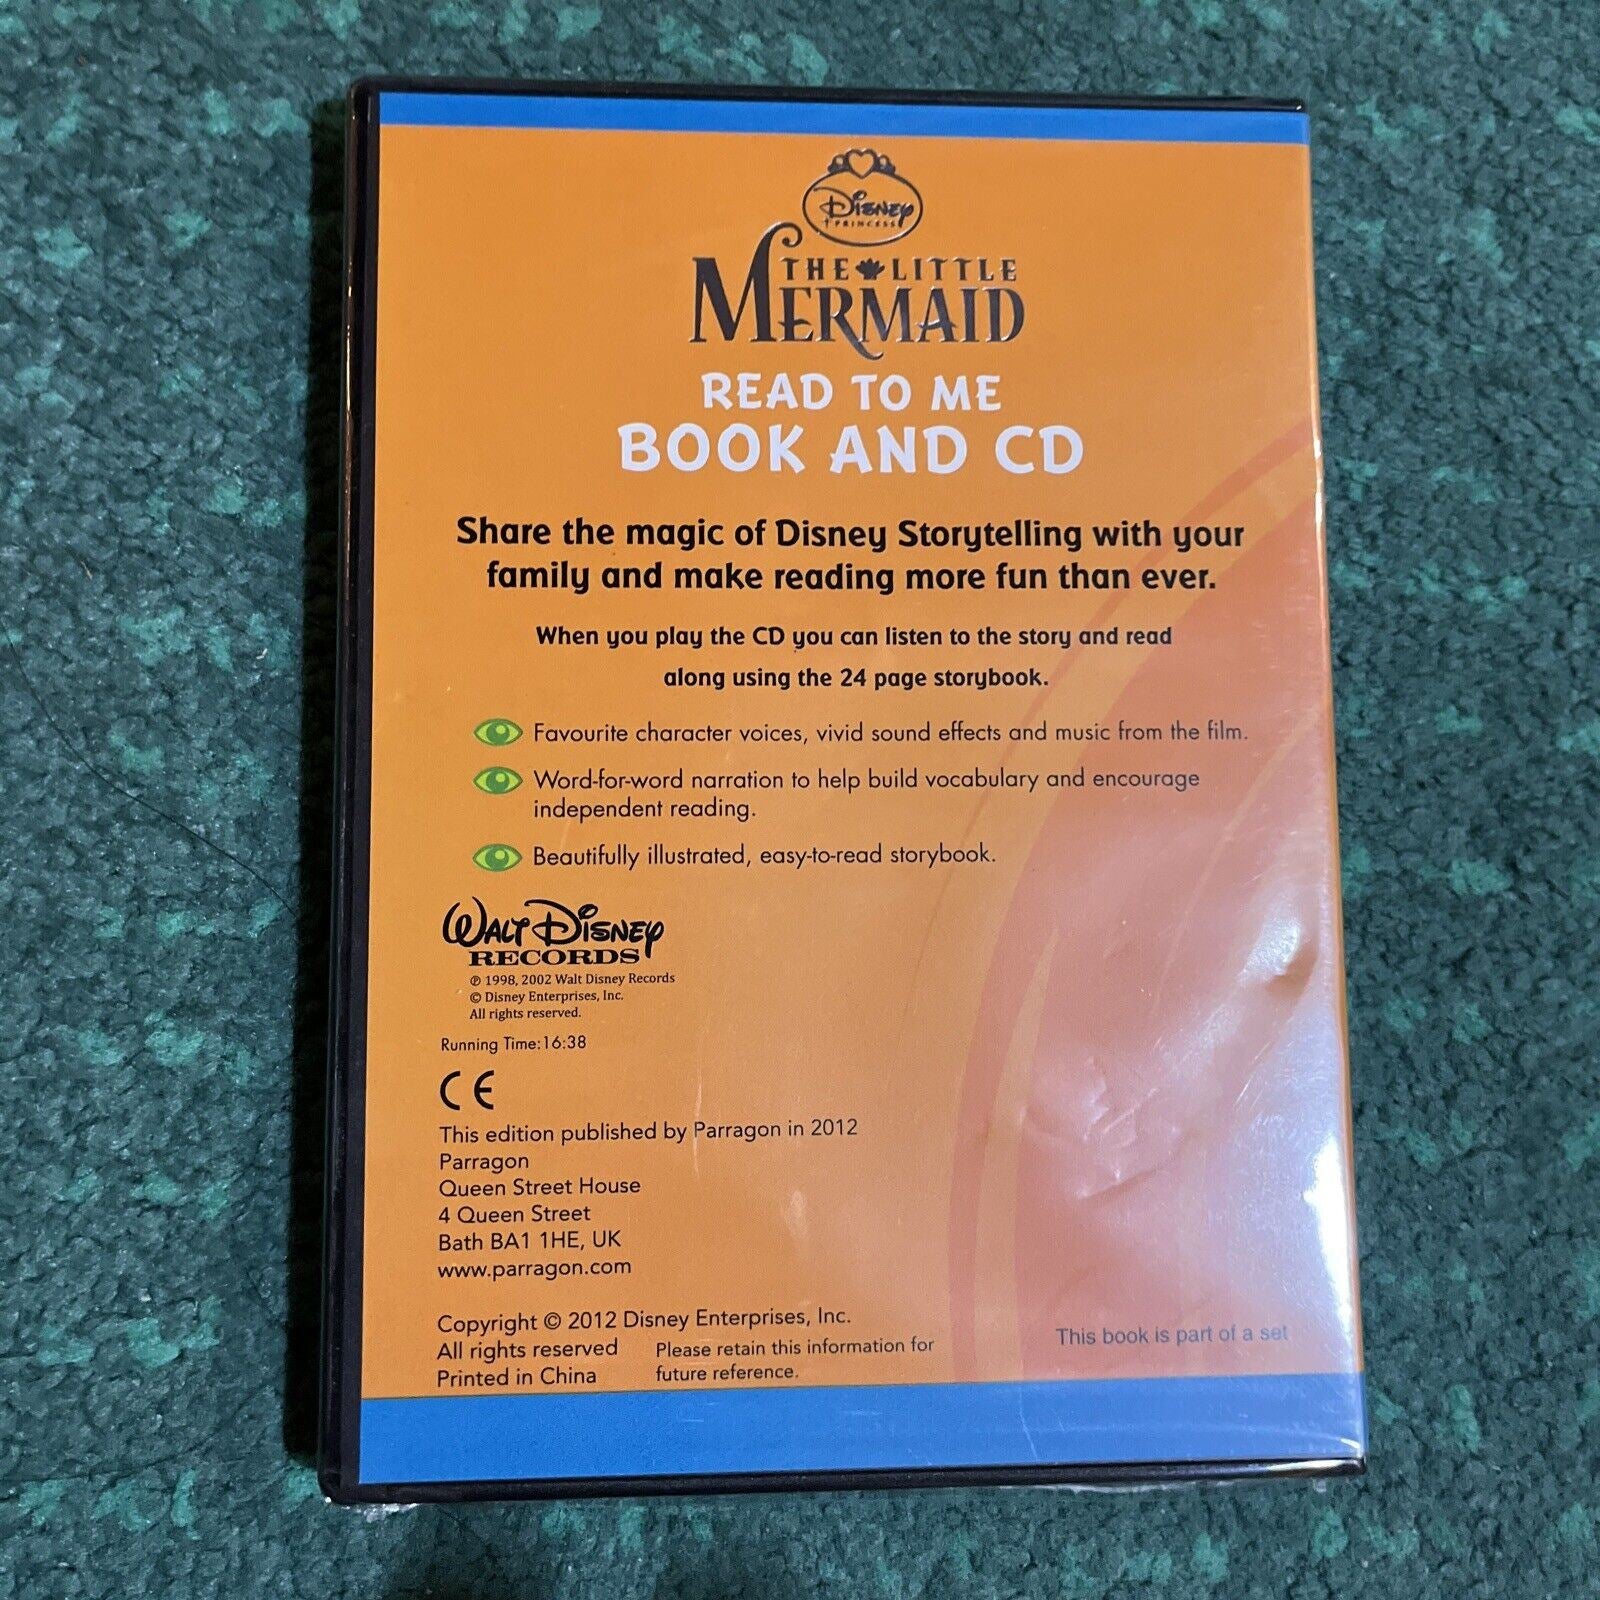 Disney
PRINCESS
THE LITTLE
MERMAID
READ TO ME
BOOK AND CD
Share the magic of Disney Storytelling with your
family and make reading more fun than ever.
When you play the CD you can listen to the story and read
along using the 24 page storybook.
Favourite character voices, vivid sound effects and music from the film.
Word-for-word narration to help build vocabulary and encourage
independent reading.
Beautifully illustrated, easy-to-read storybook.
WALT DISNEY
RECORDS
℗ 1998, 2002 Walt Disney Records
© Disney Enterprises, Inc.
All rights reserved.
Running Time:16:38
CE
This edition published by Parragon in 2012
Parragon
Queen Street House
4 Queen Street
Bath BA1 1HE, UK
www.parragon.com
Copyright © 2012 Disney Enterprises, Inc.
All rights reserved
Printed in China
Please retain this information for
future reference.
This book is part of a set